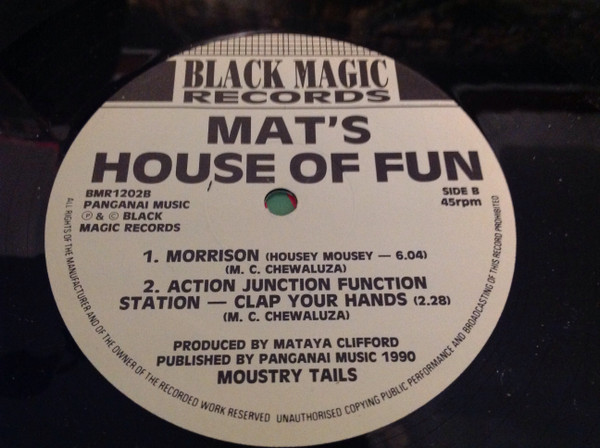 BLACK MAGIC
RECORDS
MAT'S
HOUSE OF FUN
BMR1202B
PANGANAI MUSIC
Ⓟ & © BLACK
MAGIC RECORDS
SIDE B
45rpm
1. MORRISON (HOUSEY MOUSEY — 6.04)
(M. C. CHEWALUZA)
2. ACTION JUNCTION FUNCTION
STATION — CLAP YOUR HANDS (2.28)
(M. C. CHEWALUZA)
PRODUCED BY MATAYA CLIFFORD
PUBLISHED BY PANGANAI MUSIC 1990
MOUSTRY TAILS
ALL RIGHTS OF THE MANUFACTURER AND OF THE OWNER OF THE RECORDED WORK RESERVED UNAUTHORISED COPYING PUBLIC PERFORMANCE AND BROADCASTING OF THIS RECORD PROHIBITED